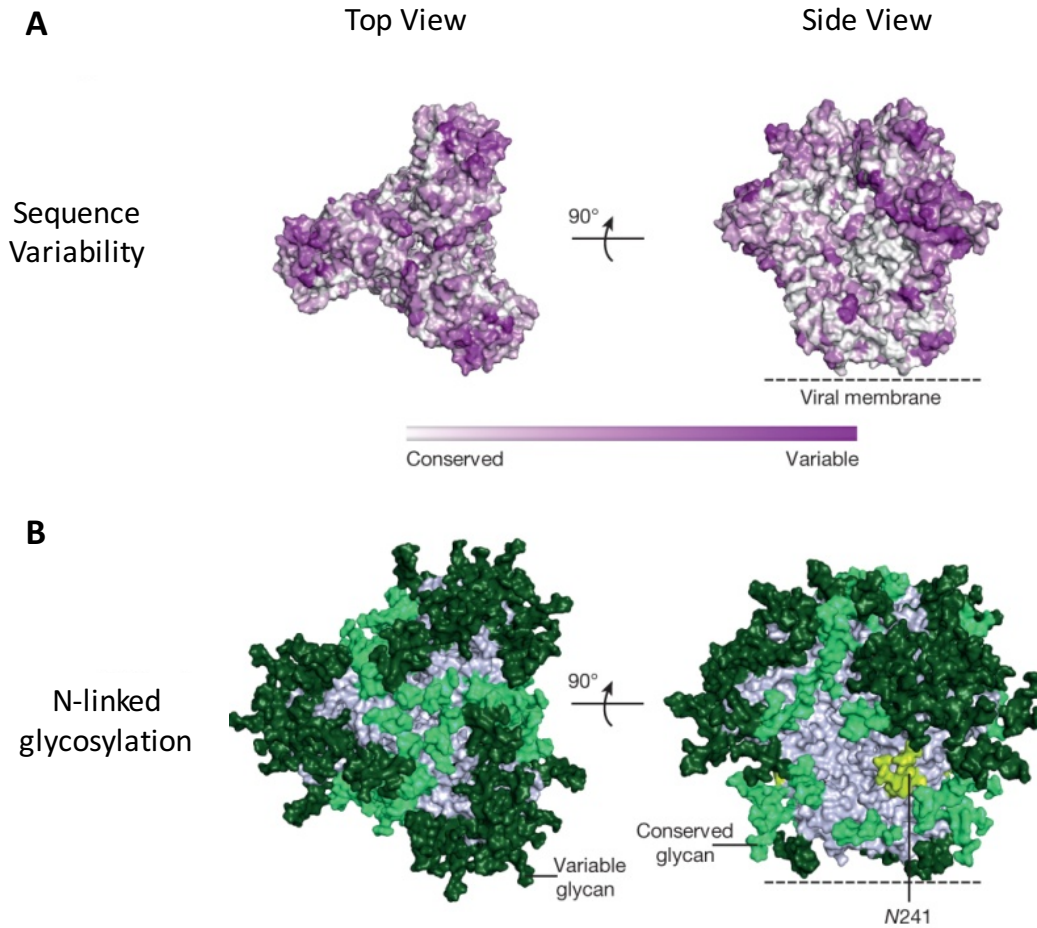 A
Top View
Side View
Sequence
Variability
90°
Viral membrane
Conserved
Variable
B
N-linked
glycosylation
90°
Conserved
glycan
Variable
glycan
N241